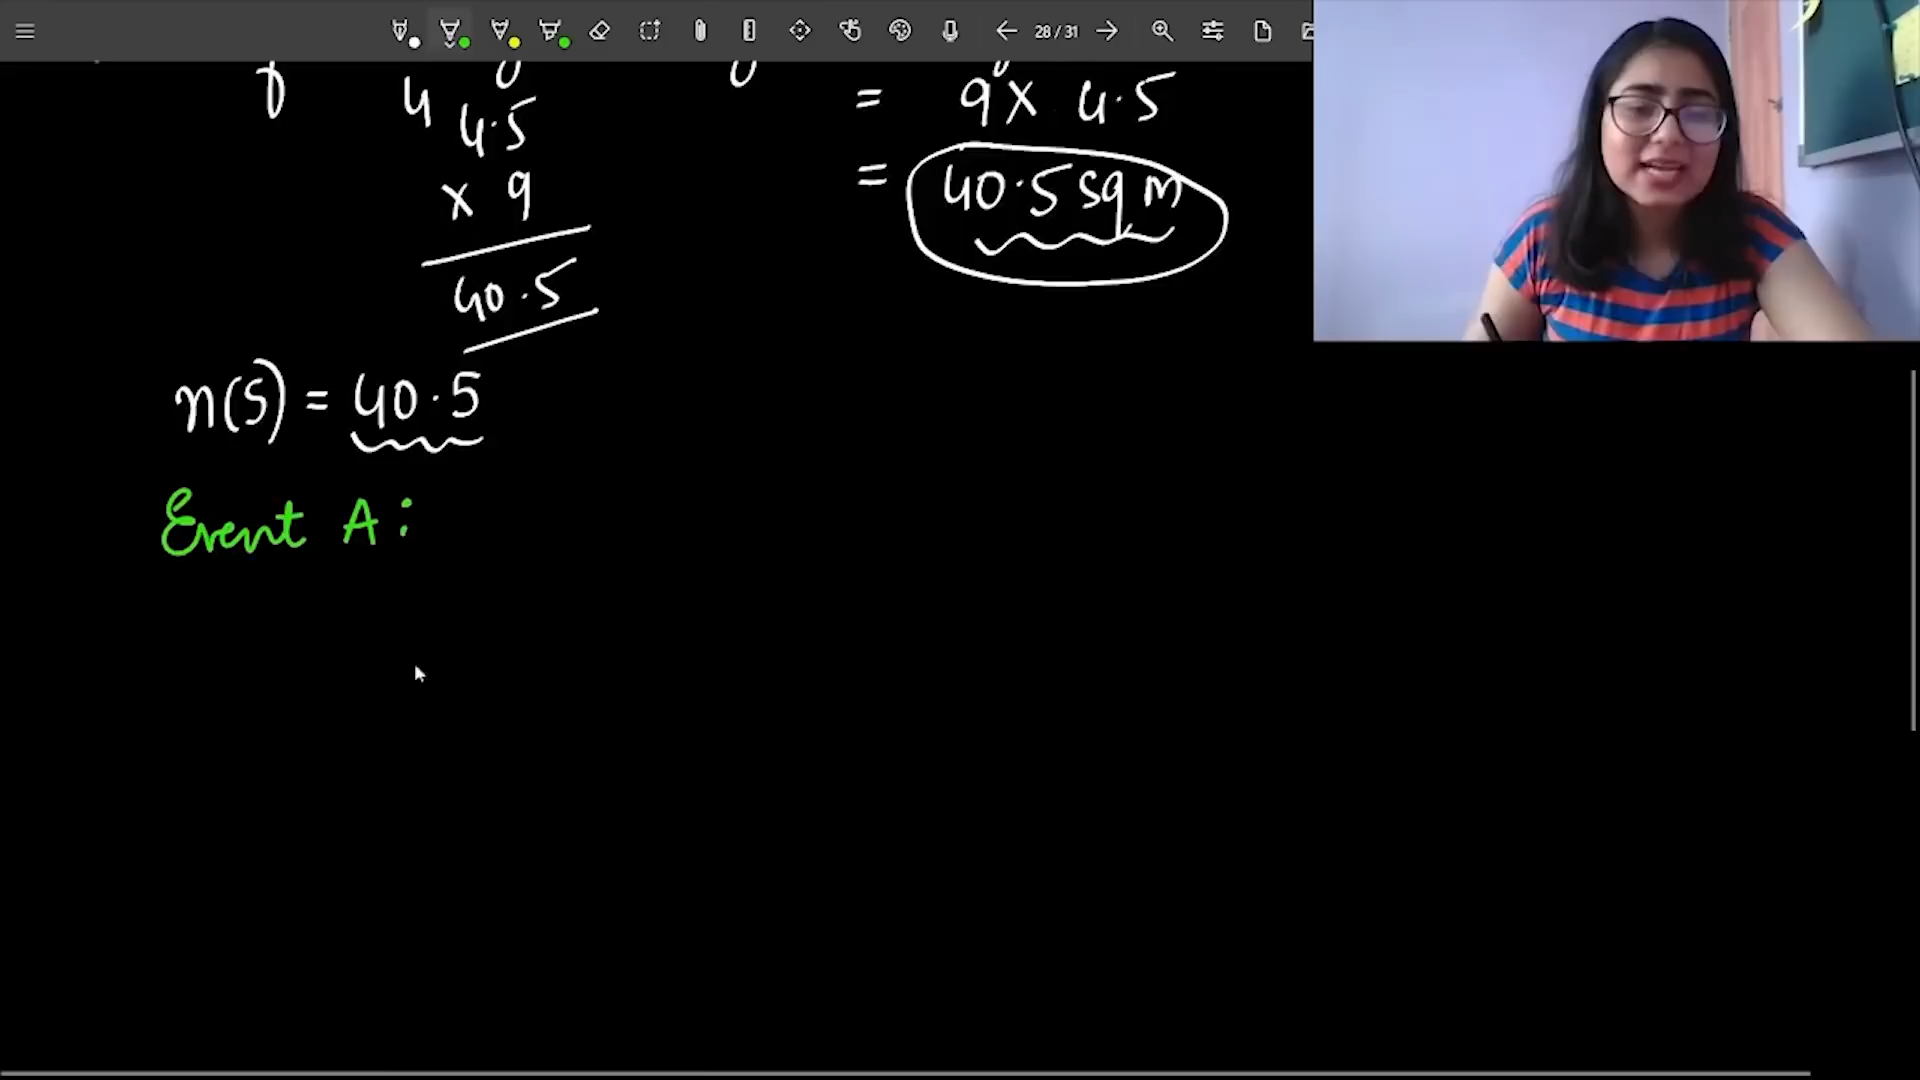 28 / 31
4
4.5
x 9
40.5
= 9 x 4.5
= 40.5 sq m
n(S) = 40.5
Event A: